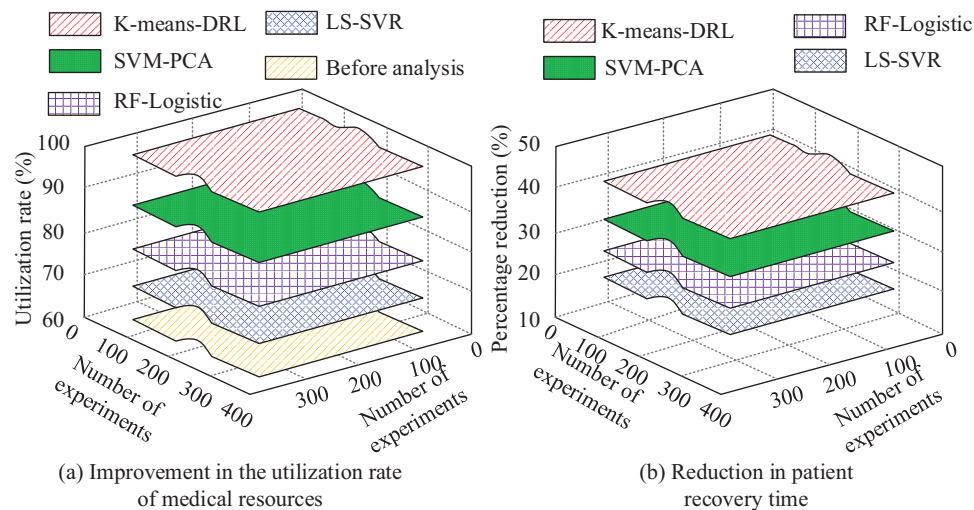 K-means-DRL
SVM-PCA
RF-Logistic
LS-SVR
Before analysis
Utilization rate (%)
100
90
80
70
60
0
100
200
300
400
Number of
experiments
300
200
100
0
Number of
experiments
(a) Improvement in the utilization rate
of medical resources
K-means-DRL
SVM-PCA
RF-Logistic
LS-SVR
Percentage reduction (%)
50
40
30
20
10
0
100
200
300
400
Number of
experiments
300
200
100
0
Number of
experiments
(b) Reduction in patient
recovery time